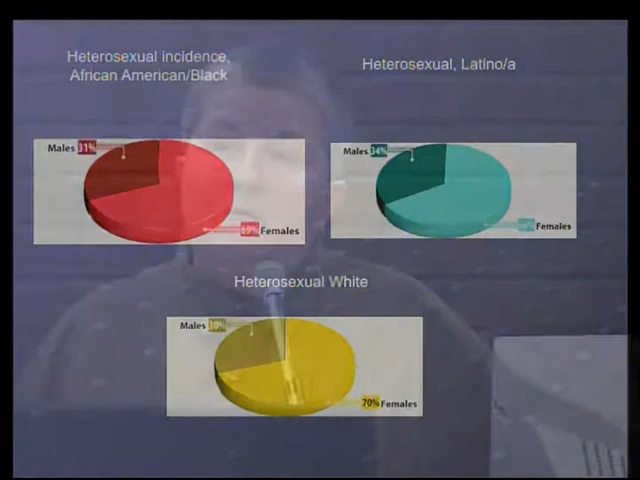 Heterosexual incidence,
African American/Black
Heterosexual, Latino/a
Males 31%
69% Females
Males 34%
Females
Heterosexual White
Males 30%
70% Females